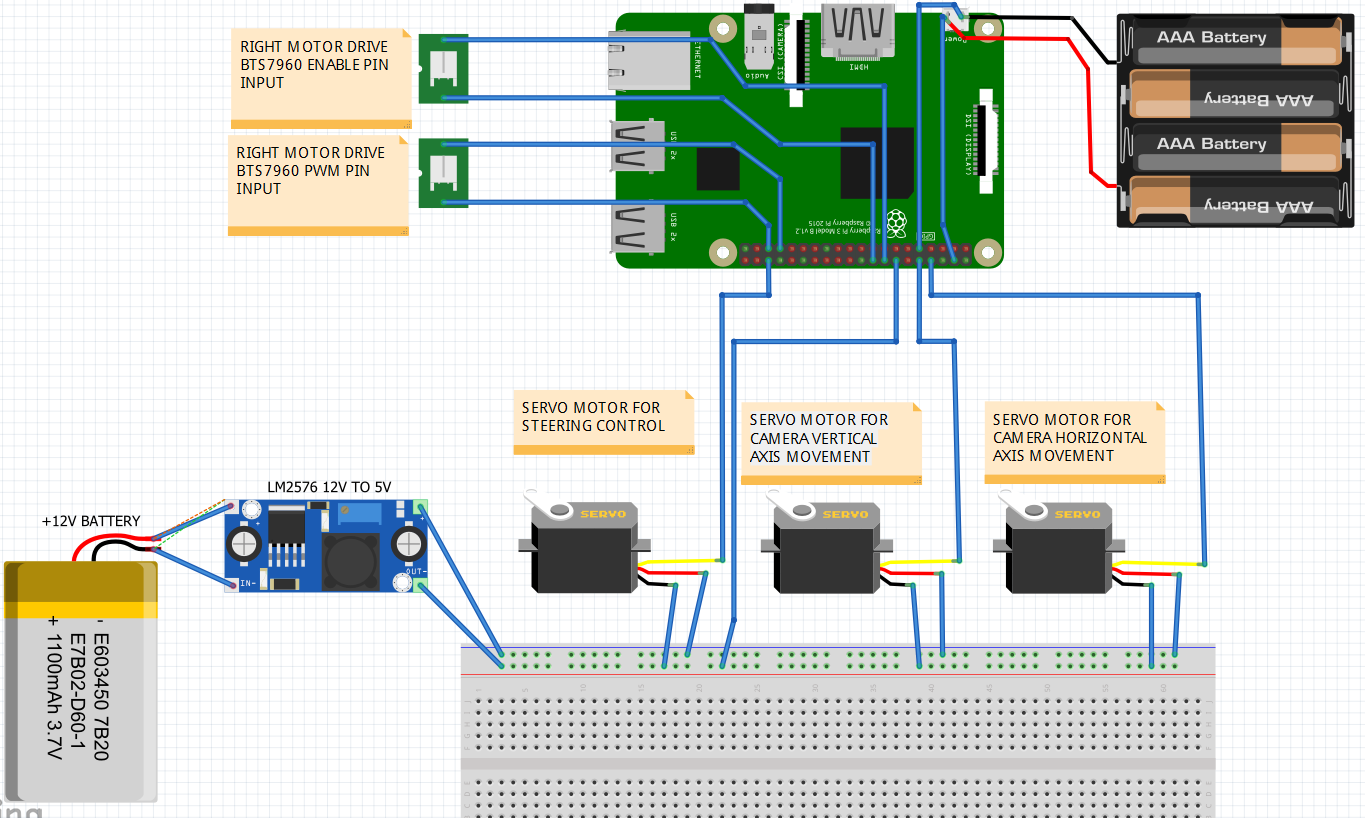 RIGHT MOTOR DRIVE
BTS7960 ENABLE PIN
INPUT
RIGHT MOTOR DRIVE
BTS7960 PWM PIN
INPUT
ETHERNET
USB 2x
USB 2x
Audio
CSI (CAMERA)
HDMI
Power
DSI (DISPLAY)
Raspberry Pi 3 Model B v1.2
© Raspberry Pi 2015
GPIO
AAA Battery
AAA Battery
AAA Battery
AAA Battery
SERVO MOTOR FOR
STEERING CONTROL
SERVO MOTOR FOR
CAMERA VERTICAL
AXIS MOVEMENT
SERVO MOTOR FOR
CAMERA HORIZONTAL
AXIS MOVEMENT
SERVO
SERVO
SERVO
LM2576 12V TO 5V
IN-
OUT-
+12V BATTERY
- E603450 7B20
E7B02-D60-1
+ 1100mAh 3.7V
1 5 10 15 20 25 30 35 40 45 50 55 60
ing